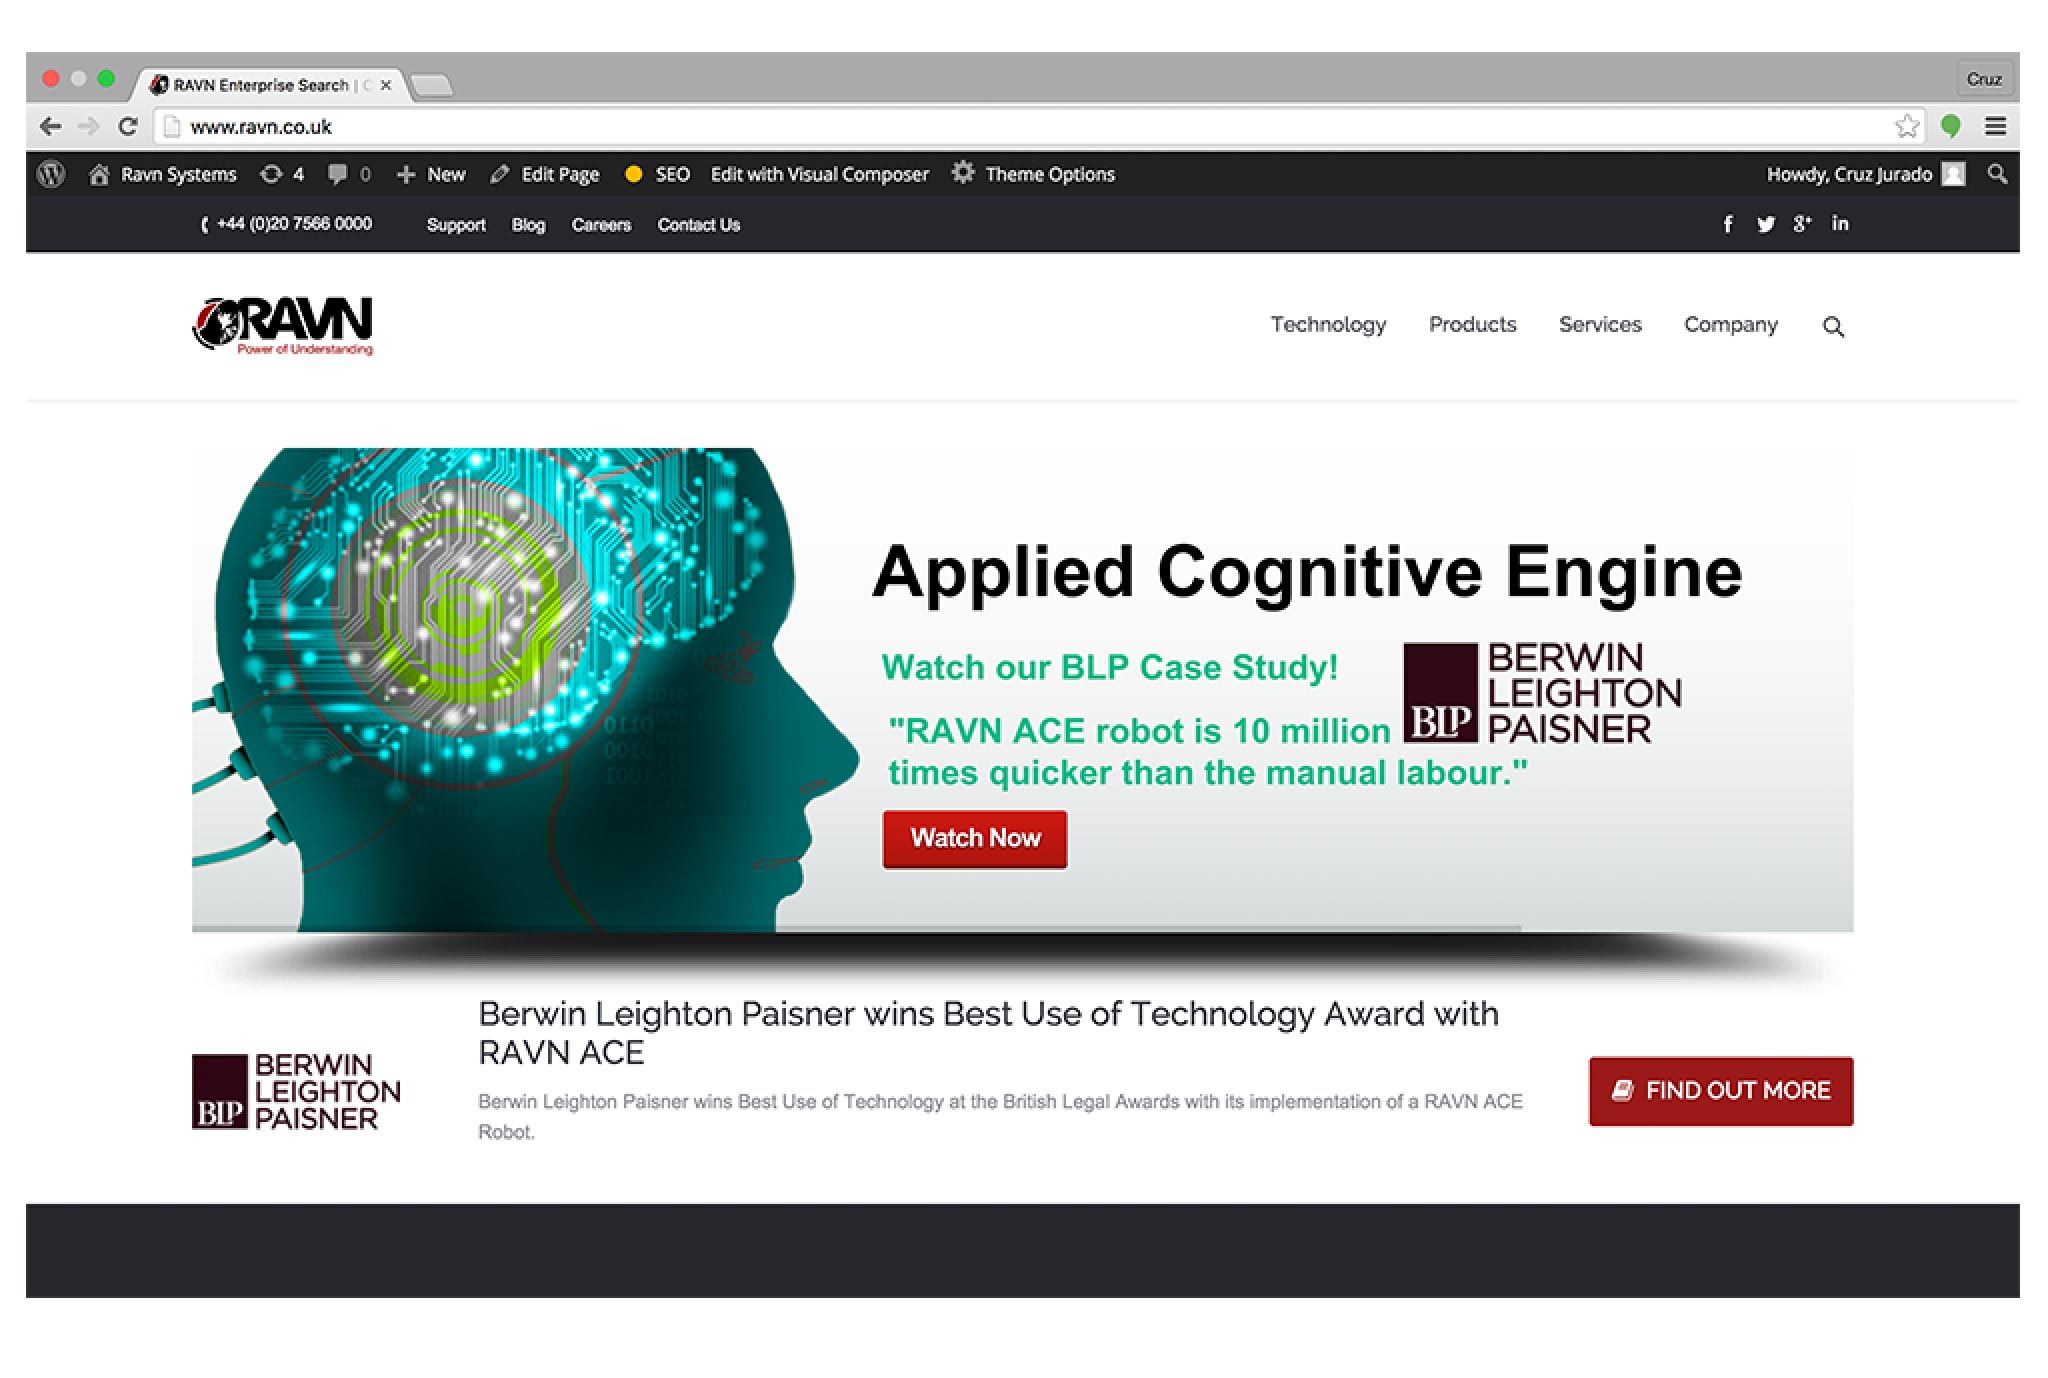 RAVN Enterprise Search |
Cruz
www.ravn.co.uk
Ravn Systems 4 0 New Edit Page SEO Edit with Visual Composer Theme Options Howdy, Cruz Jurado
+44 (0)20 7566 0000 Support Blog Careers Contact Us f g+ in
RAVN
Power of Understanding
Technology Products Services Company
Applied Cognitive Engine
Watch our BLP Case Study!
"RAVN ACE robot is 10 million
times quicker than the manual labour."
BLP BERWIN
LEIGHTON
PAISNER
Watch Now
Berwin Leighton Paisner wins Best Use of Technology Award with
RAVN ACE
BLP BERWIN
LEIGHTON
PAISNER
Berwin Leighton Paisner wins Best Use of Technology at the British Legal Awards with its implementation of a RAVN ACE
Robot.
FIND OUT MORE